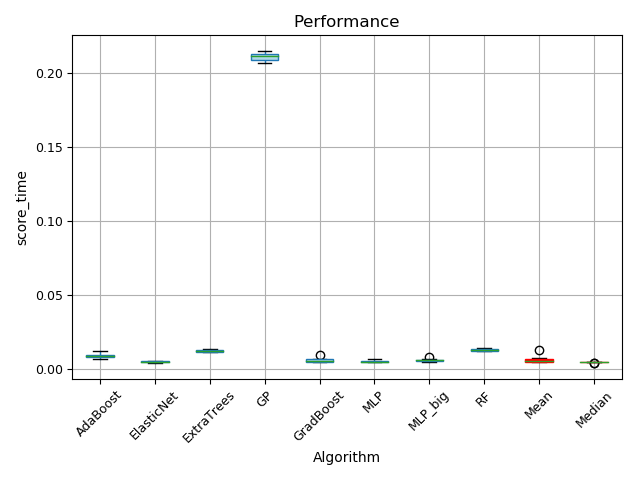 Performance
score_time
0.20
0.15
0.10
0.05
0.00
AdaBoost
ElasticNet
ExtraTrees
GP
GradBoost
MLP
MLP_big
RF
Mean
Median
Algorithm